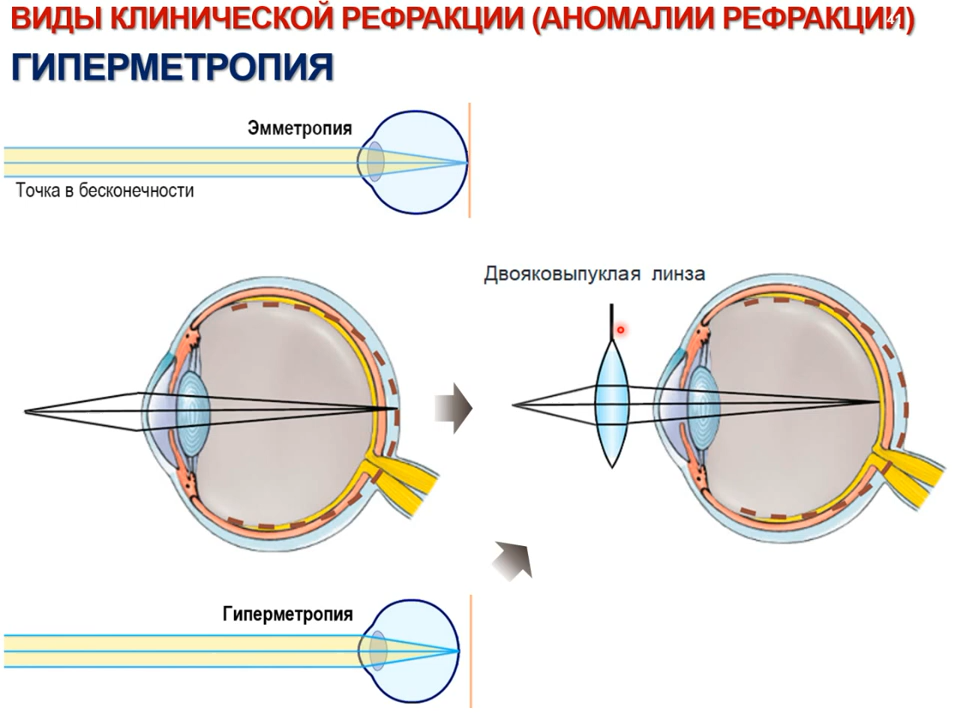 ВИДЫ КЛИНИЧЕСКОЙ РЕФРАКЦИИ (АНОМАЛИИ РЕФРАКЦИИ)
ГИПЕРМЕТРОПИЯ
Эмметропия
Точка в бесконечности
Двояковыпуклая линза
Гиперметропия